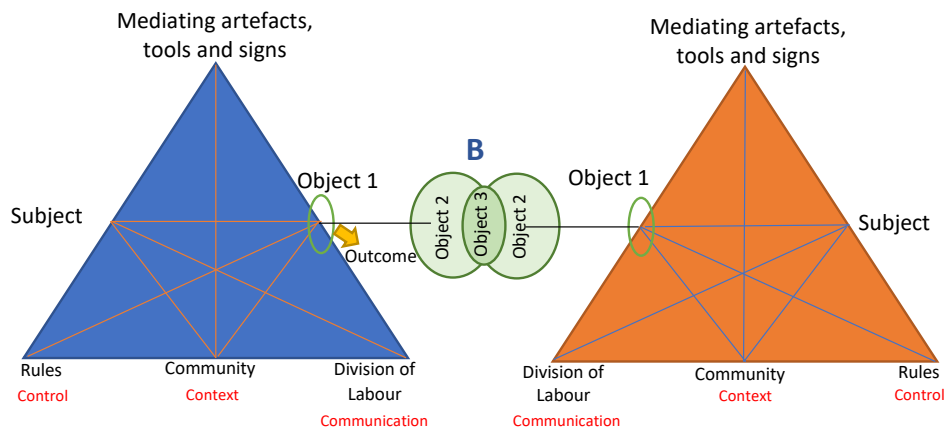 Mediating artefacts,
tools and signs
Mediating artefacts,
tools and signs
B
Object 1
Object 1
Subject
Object 2
Object 3
Object 2
Subject
Outcome
Rules
Control
Community
Context
Division of
Labour
Communication
Division of
Labour
Communication
Community
Context
Rules
Control